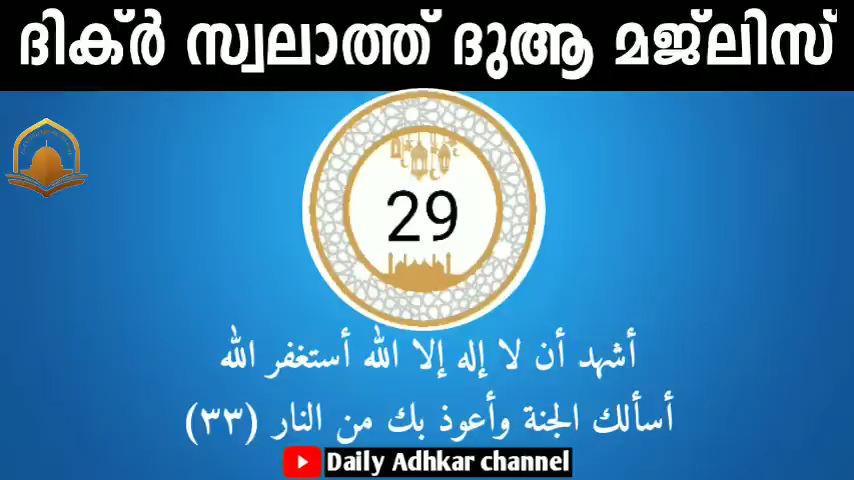 ദിക്ർ സ്വലാത്ത് ദുആ മജ്ലിസ്
29
أشهد أن لا إله إلا الله أستغفر الله
أسألك الجنة وأعوذ بك من النار (٣٣)
Daily Adhkar channel